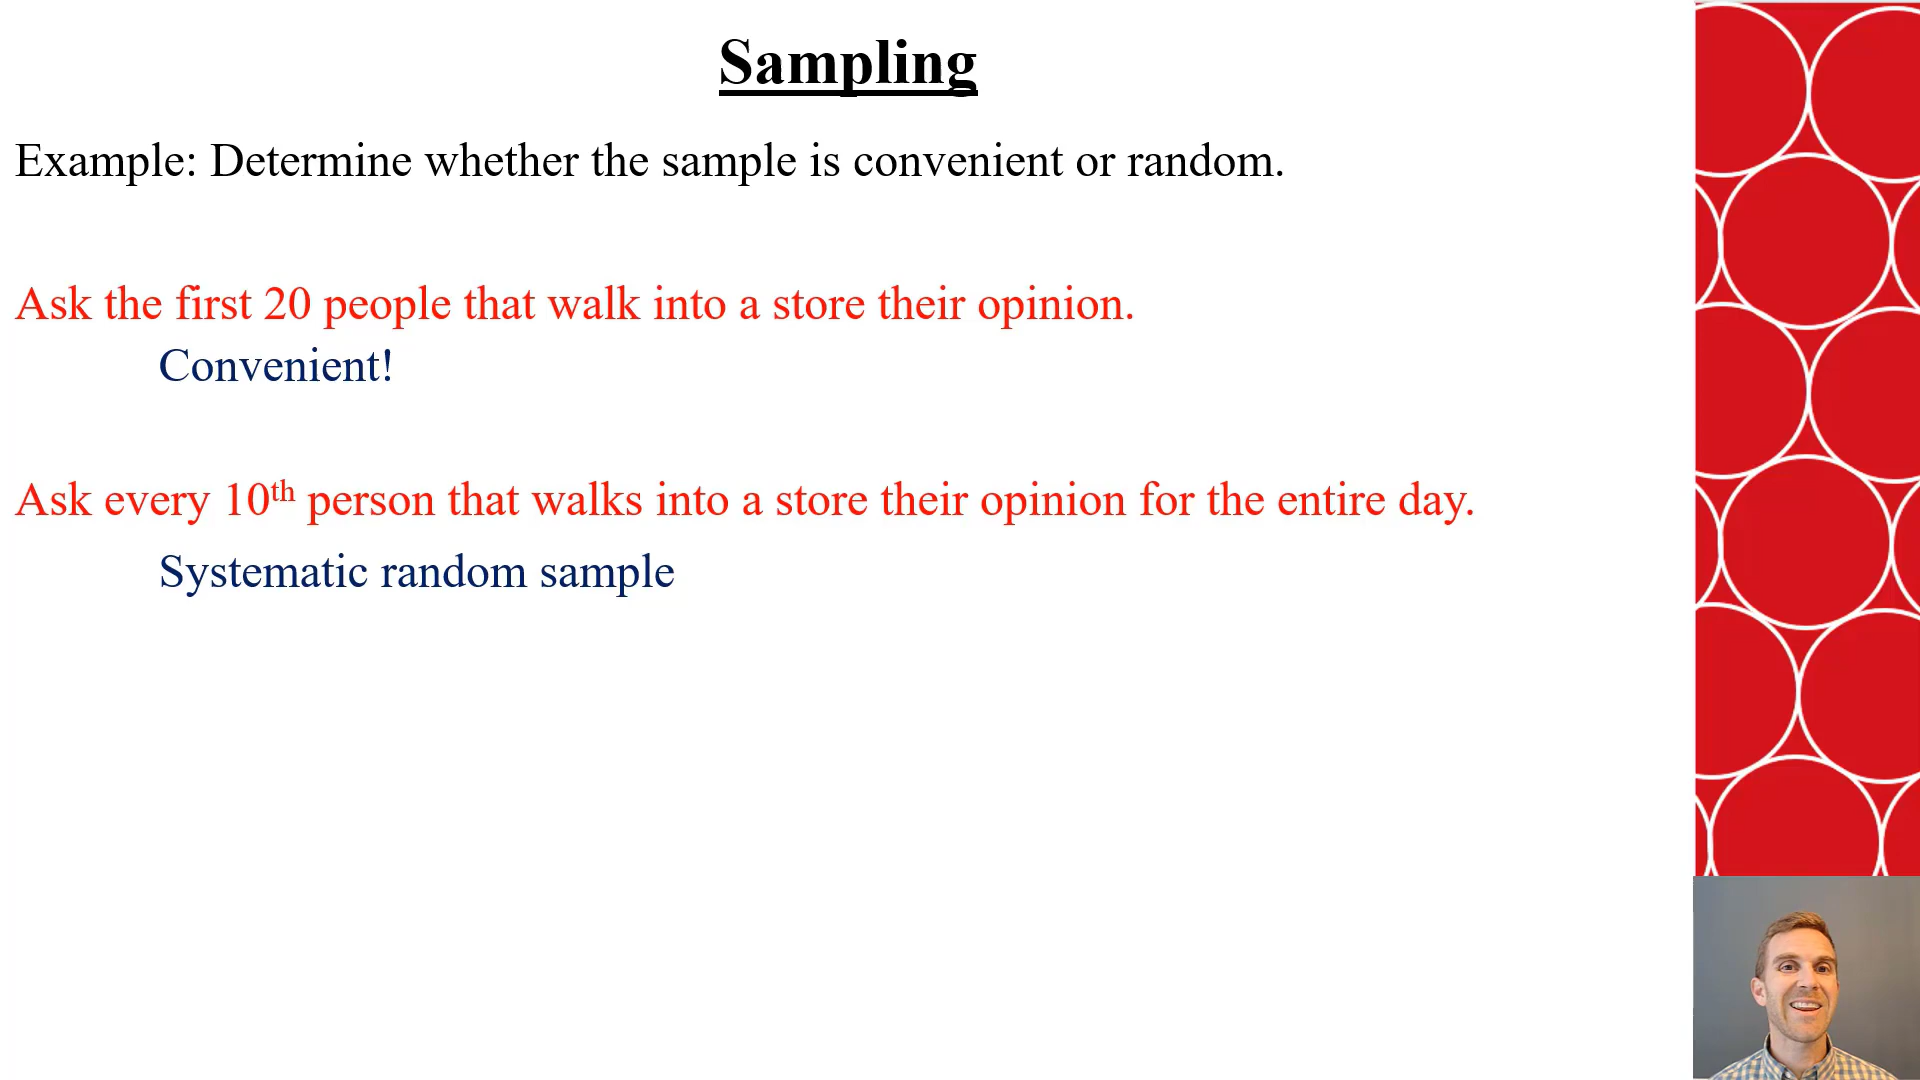 Sampling
Example: Determine whether the sample is convenient or random.
Ask the first 20 people that walk into a store their opinion.
Convenient!
Ask every 10th person that walks into a store their opinion for the entire day.
Systematic random sample